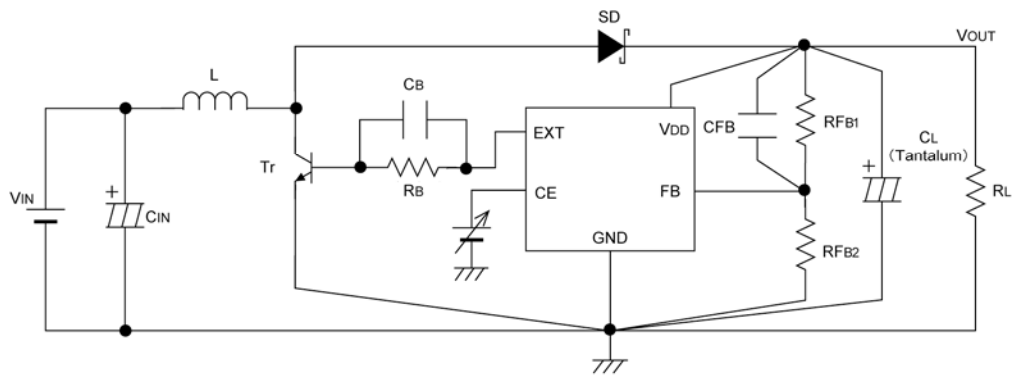 SD
VOUT
L
CB
EXT
VDD
CFB
RFB1
CL
(Tantalum)
+
Tr
RB
CE
FB
RL
VIN
+
CIN
GND
RFB2